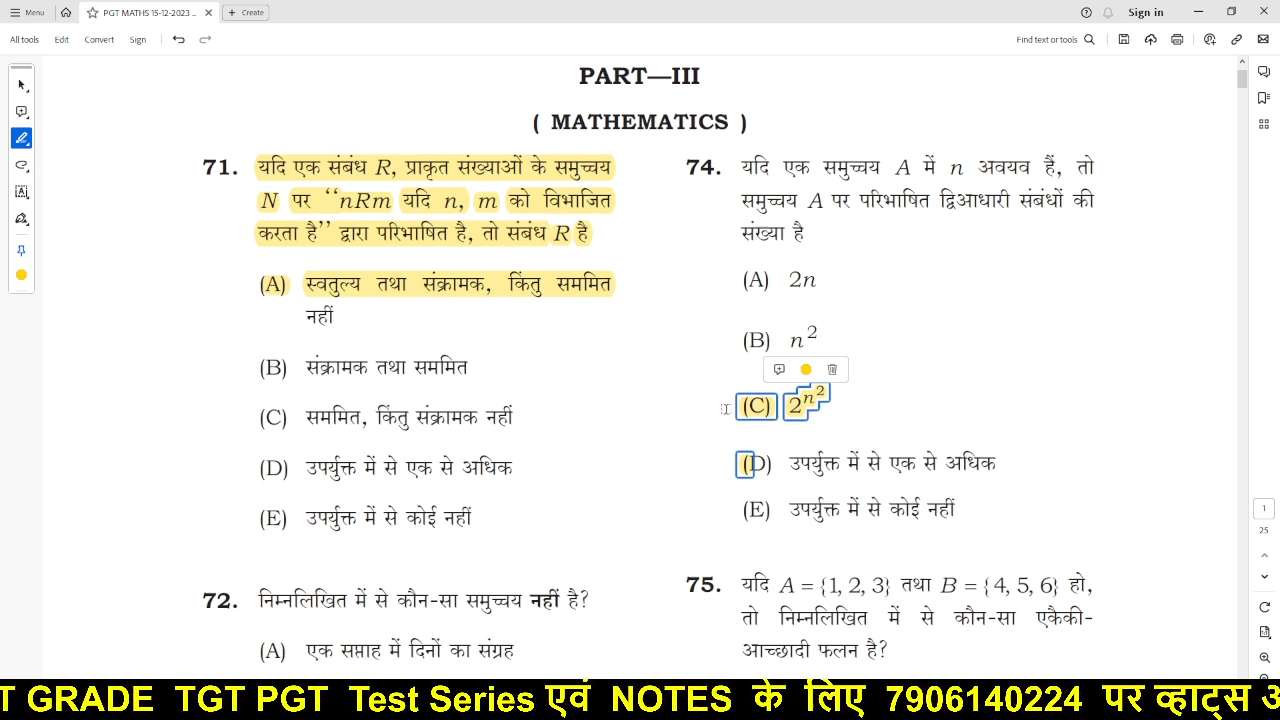 Menu
PGT MATHS 15-12-2023 ...
Create
Sign in
All tools
Edit
Convert
Sign
Find text or tools
PART—III
( MATHEMATICS )
71. यदि एक संबंध R, प्राकृत संख्याओं के समुच्चय
N पर “nRm यदि n, m को विभाजित
करता है” द्वारा परिभाषित है, तो संबंध R है
(A) स्वतुल्य तथा संक्रामक, किंतु सममित
नहीं
(B) संक्रामक तथा सममित
(C) सममित, किंतु संक्रामक नहीं
(D) उपर्युक्त में से एक से अधिक
(E) उपर्युक्त में से कोई नहीं
72. निम्नलिखित में से कौन-सा समुच्चय नहीं है?
(A) एक सप्ताह में दिनों का संग्रह
74. यदि एक समुच्चय A में n अवयव हैं, तो
समुच्चय A पर परिभाषित द्विआधारी संबंधों की
संख्या है
(A) 2n
(B) n²
(C) 2^n²
(D) उपर्युक्त में से एक से अधिक
(E) उपर्युक्त में से कोई नहीं
75. यदि A = {1, 2, 3} तथा B = {4, 5, 6} हो,
तो निम्नलिखित में से कौन-सा एकैकी-
आच्छादी फलन है?
1
25
T GRADE TGT PGT Test Series एवं NOTES के लिए 7906140224 पर व्हाट्स